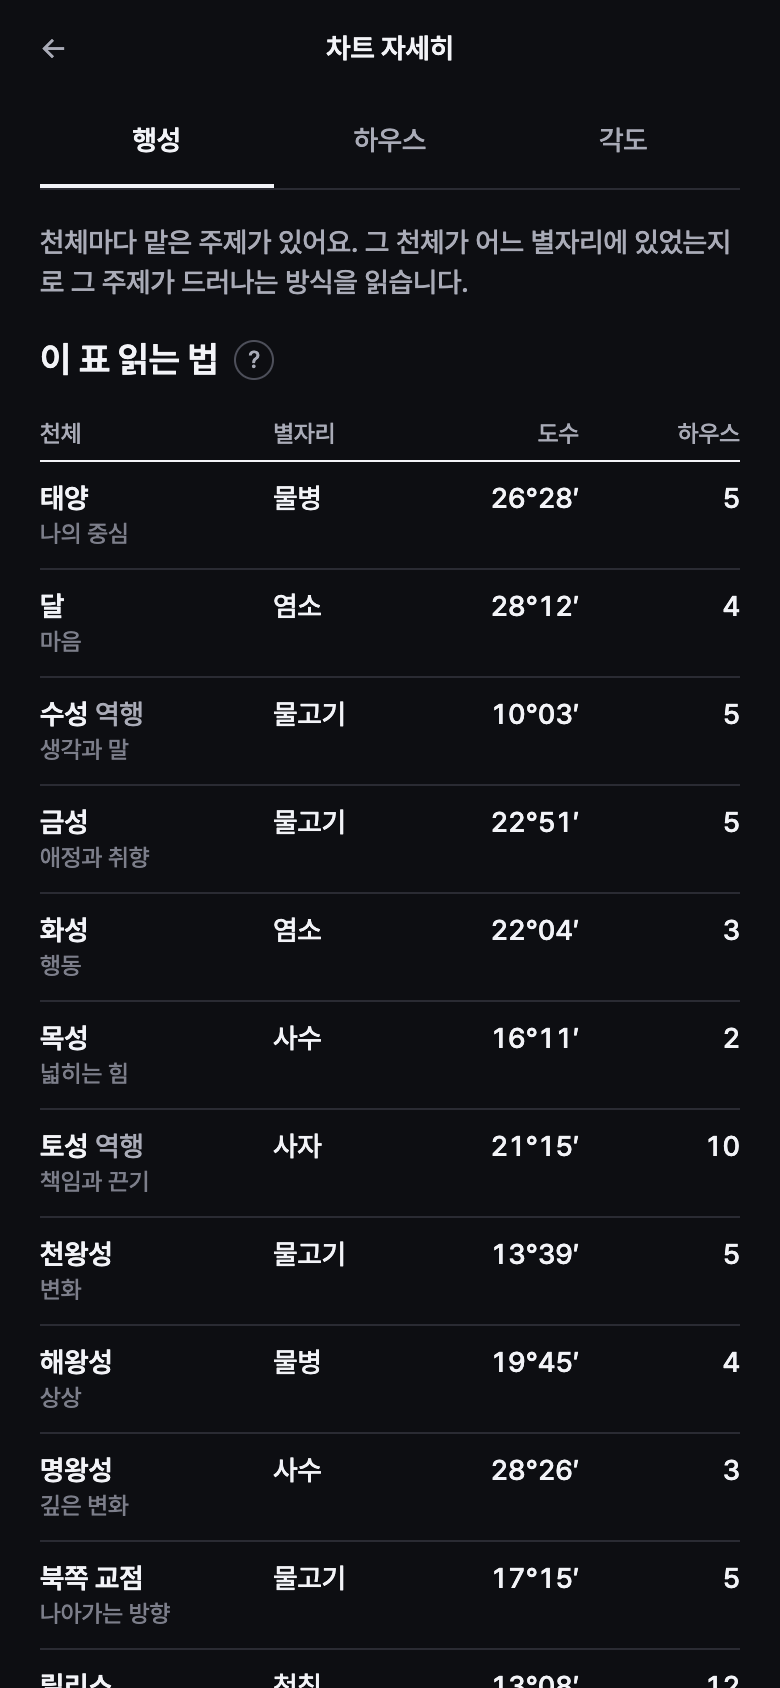 ←
차트 자세히
행성 하우스 각도
천체마다 맡은 주제가 있어요. 그 천체가 어느 별자리에 있었는지
로 그 주제가 드러나는 방식을 읽습니다.
이 표 읽는 법 ?
천체 별자리 도수 하우스
태양 물병 26°28′ 5
나의 중심
달 염소 28°12′ 4
마음
수성 역행 물고기 10°03′ 5
생각과 말
금성 물고기 22°51′ 5
애정과 취향
화성 염소 22°04′ 3
행동
목성 사수 16°11′ 2
넓히는 힘
토성 역행 사자 21°15′ 10
책임과 끈기
천왕성 물고기 13°39′ 5
변화
해왕성 물병 19°45′ 4
상상
명왕성 사수 28°26′ 3
깊은 변화
북쪽 교점 물고기 17°15′ 5
나아가는 방향
릴리스 천칭 13°08′ 12